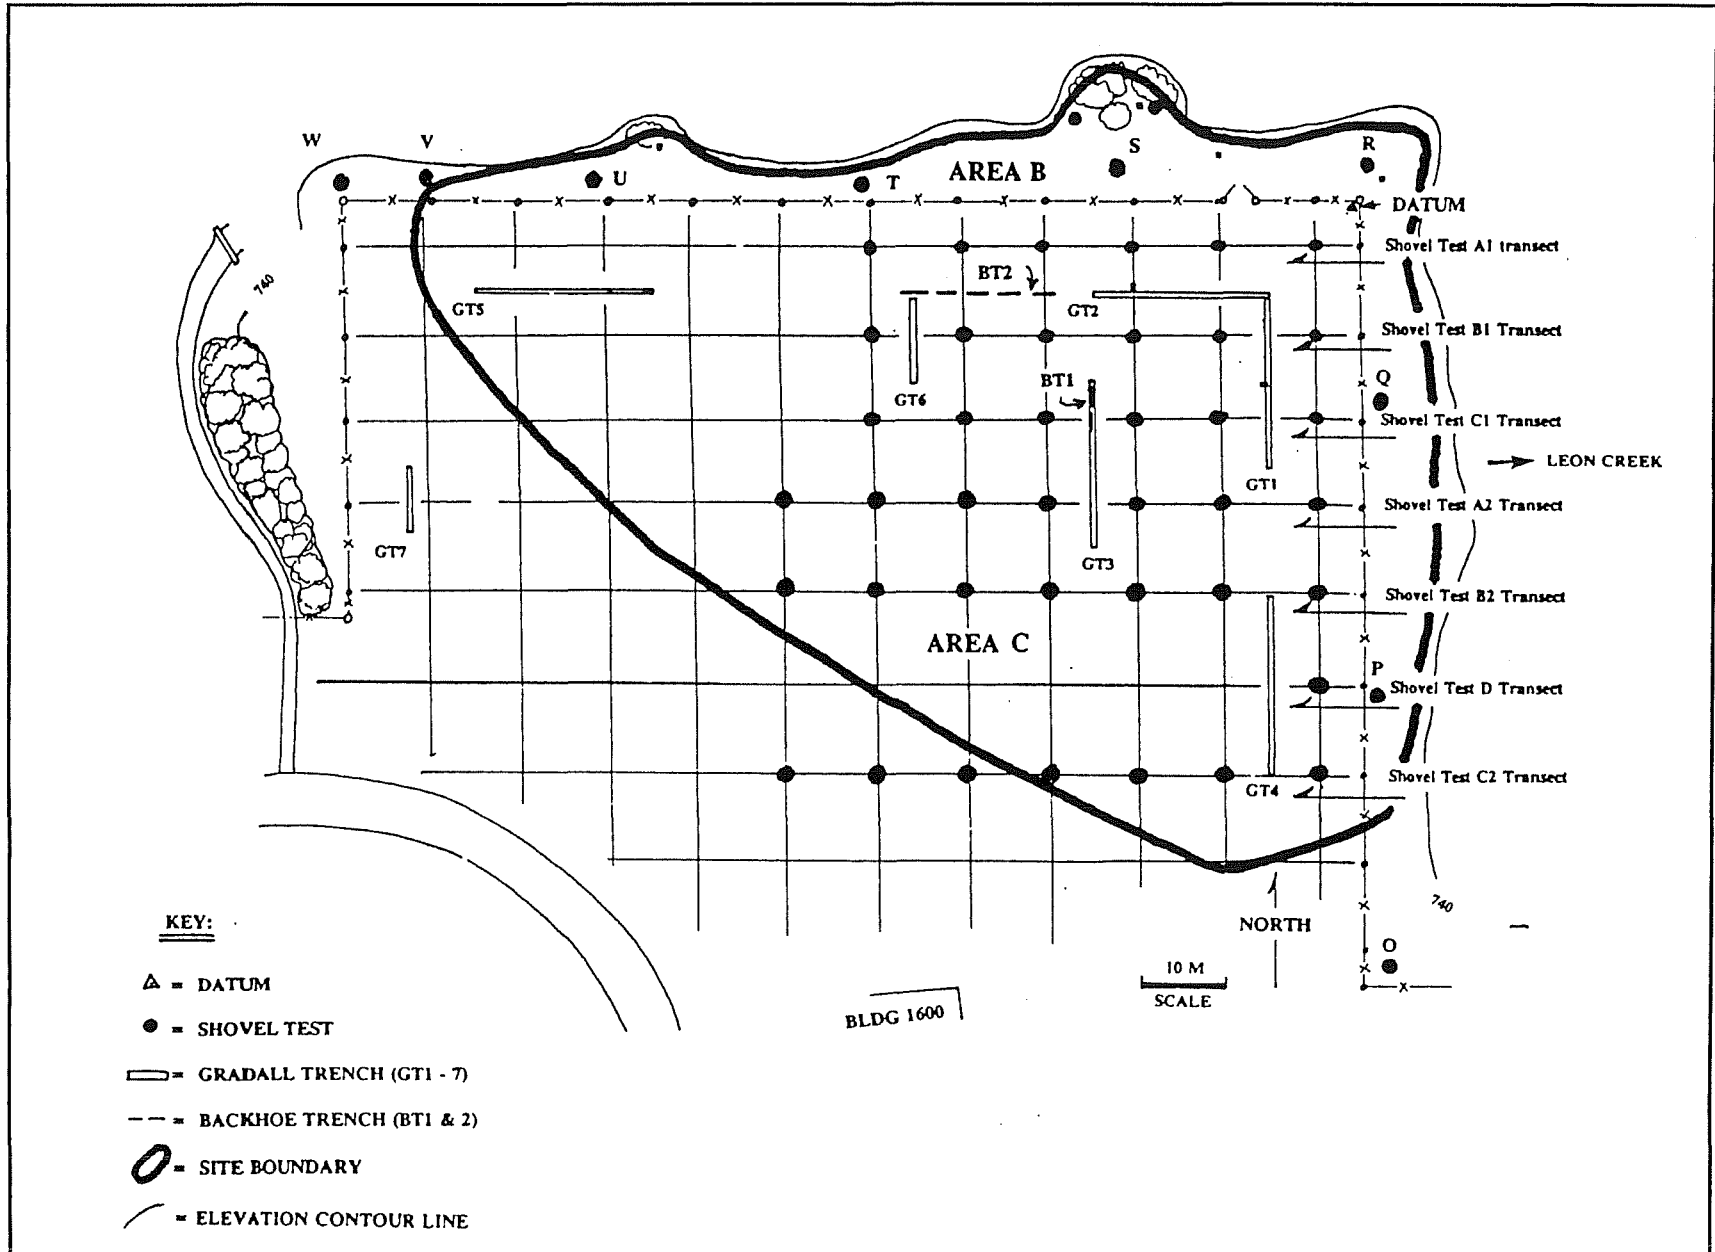 W
V
U
T
S
R
AREA B
DATUM
Shovel Test A1 transect
740
BT2
GT5
GT2
Shovel Test B1 Transect
BT1
GT6
Q
Shovel Test C1 Transect
LEON CREEK
GT1
Shovel Test A2 Transect
GT7
GT3
Shovel Test B2 Transect
AREA C
P
Shovel Test D Transect
Shovel Test C2 Transect
GT4
740
NORTH
O
10 M
SCALE
BLDG 1600
KEY:
= DATUM
= SHOVEL TEST
= GRADALL TRENCH (GT1 - 7)
= BACKHOE TRENCH (BT1 & 2)
= SITE BOUNDARY
= ELEVATION CONTOUR LINE